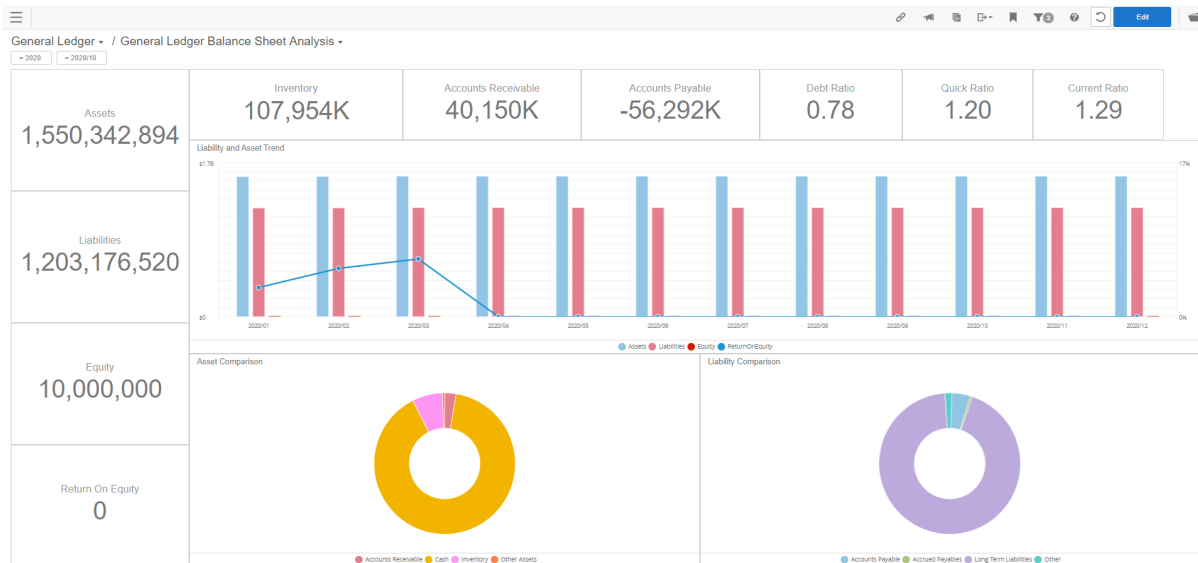 2
Edit
General Ledger / General Ledger Balance Sheet Analysis
= 2020
= 2020/10
Assets
1,550,342,894
Liabilities
1,203,176,520
Equity
10,000,000
Return On Equity
0
Inventory
107,954K
Accounts Receivable
40,150K
Accounts Payable
-56,292K
Debt Ratio
0.78
Quick Ratio
1.20
Current Ratio
1.29
Liability and Asset Trend
$1.7B
17%
$0
0%
2020/01 2020/02 2020/03 2020/04 2020/05 2020/06 2020/07 2020/08 2020/09 2020/10 2020/11 2020/12
Assets Liabilities Equity ReturnOnEquity
Asset Comparison
Accounts Receivable Cash Inventory Other Assets
Liability Comparison
Accounts Payable Accrued Payables Long Term Liabilities Other